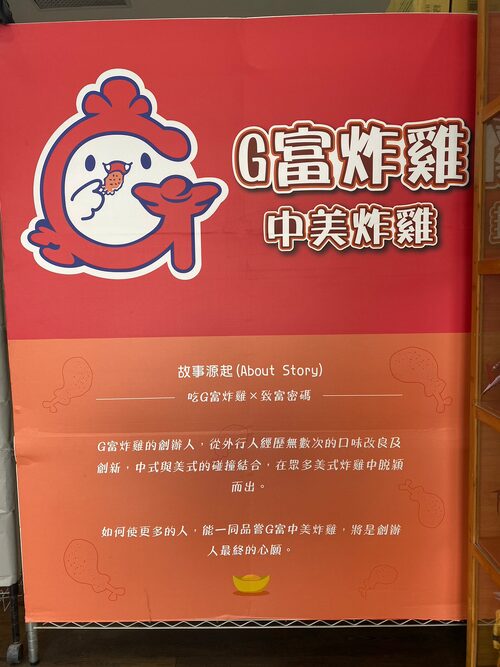 G富炸雞
中美炸雞
故事源起(About Story)
吃G富炸雞×致富密碼
G富炸雞的創辦人，從外行人經歷無數次的口味改良及
創新，中式與美式的碰撞結合，在眾多美式炸雞中脫穎
而出。
如何使更多的人，能一同品嘗G富中美炸雞，將是創辦
人最終的心願。